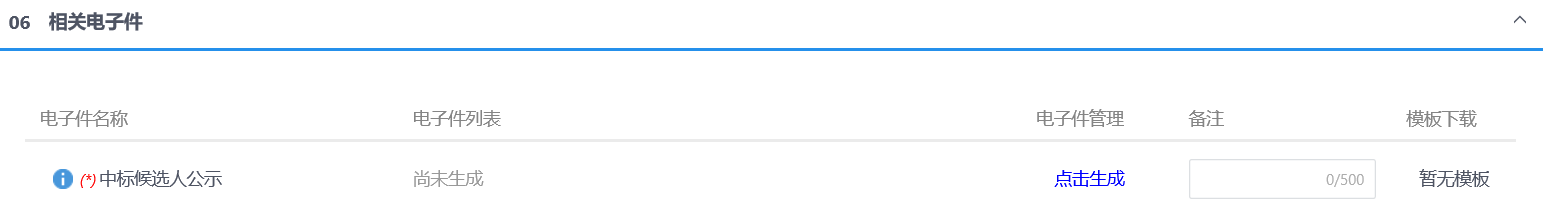 06 相关电子件
电子件名称 电子件列表 电子件管理 备注 模板下载
(*)中标候选人公示 尚未生成 点击生成 0/500 暂无模板